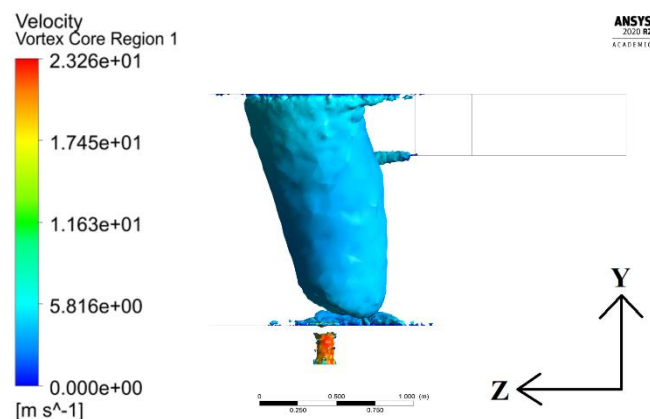 Velocity
Vortex Core Region 1
2.326e+01
1.745e+01
1.163e+01
5.816e+00
0.000e+00
[m s^-1]
ANSYS
2020 R2
ACADEMIC
Y
Z
0 0.500 1.000 (m)
0.250 0.750